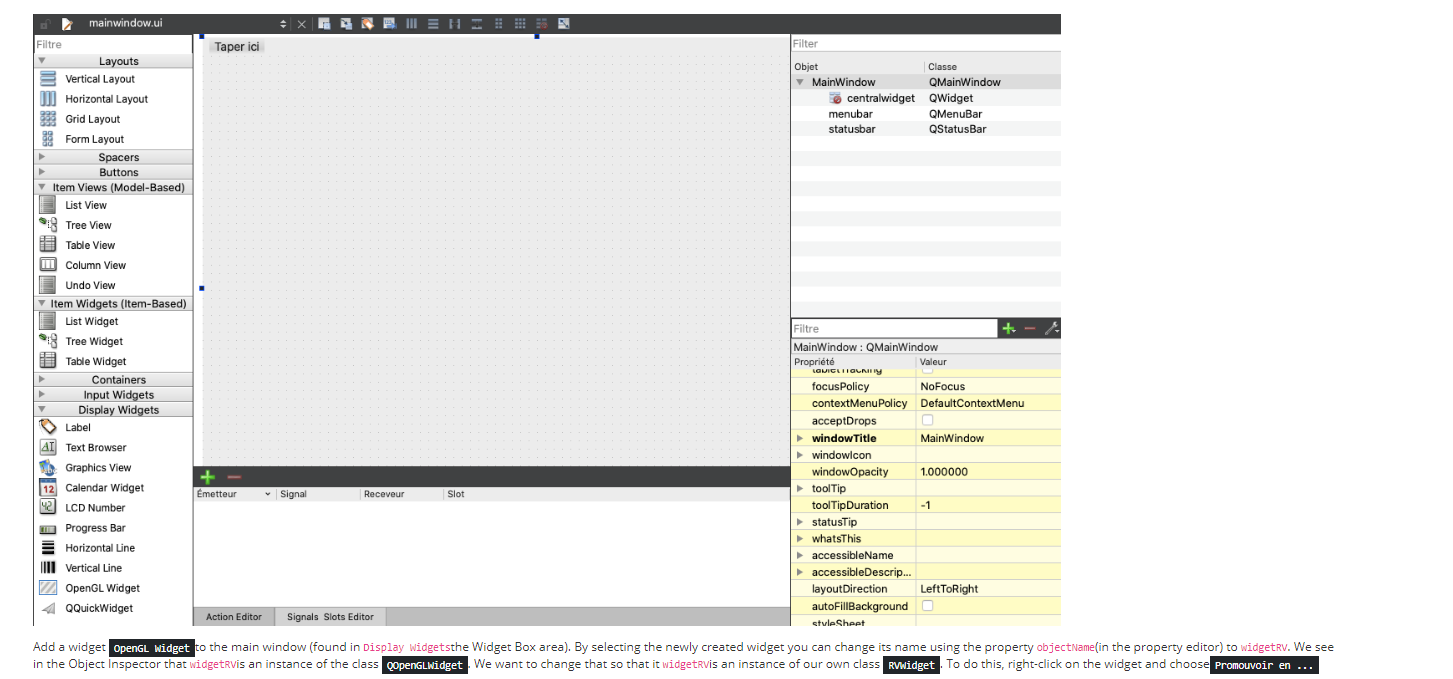 mainwindow.ui
Filtre
Layouts
Vertical Layout
Horizontal Layout
Grid Layout
Form Layout
Spacers
Buttons
Item Views (Model-Based)
List View
Tree View
Table View
Column View
Undo View
Item Widgets (Item-Based)
List Widget
Tree Widget
Table Widget
Containers
Input Widgets
Display Widgets
Label
Text Browser
Graphics View
Calendar Widget
LCD Number
Progress Bar
Horizontal Line
Vertical Line
OpenGL Widget
QQuickWidget
Taper ici
Émetteur Signal Receveur Slot
Action Editor Signals Slots Editor
Filter
Objet Classe
MainWindow QMainWindow
centralwidget QWidget
menubar QMenuBar
statusbar QStatusBar
Filtre
MainWindow : QMainWindow
Propriété Valeur
tabletTracking
focusPolicy NoFocus
contextMenuPolicy DefaultContextMenu
acceptDrops
windowTitle MainWindow
windowIcon
windowOpacity 1.000000
toolTip
toolTipDuration -1
statusTip
whatsThis
accessibleName
accessibleDescrip...
layoutDirection LeftToRight
autoFillBackground
styleSheet
Add a widget OpenGL Widget to the main window (found in Display Widgetsthe Widget Box area). By selecting the newly created widget you can change its name using the property objectName(in the property editor) to widgetRV. We see
in the Object Inspector that widgetRVis an instance of the class QOpenGLWidget . We want to change that so that it widgetRVis an instance of our own class RVWidget . To do this, right-click on the widget and choose Promouvoir en ...